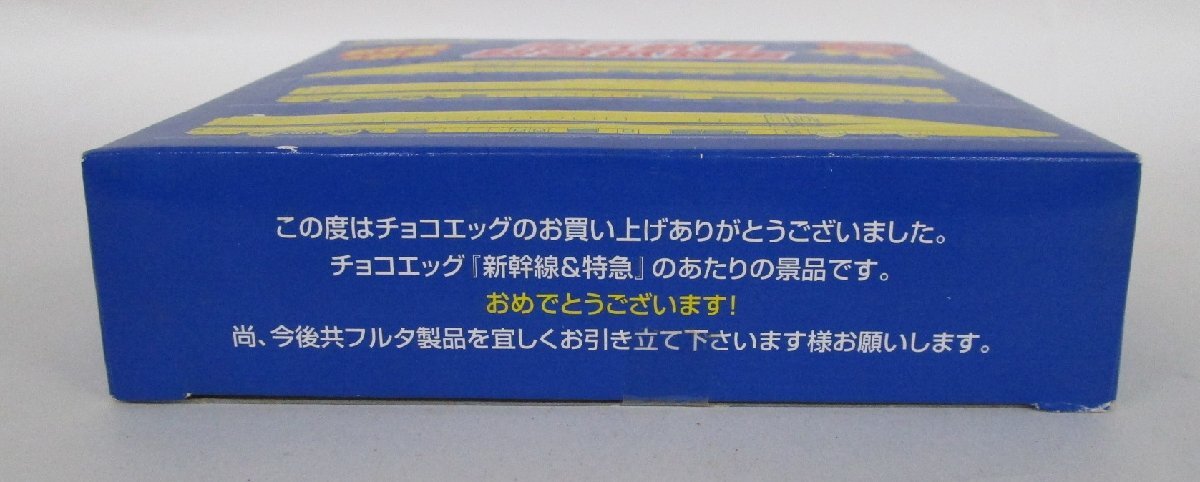 この度はチョコエッグのお買い上げありがとうございました。
チョコエッグ『新幹線&特急』のあたりの景品です。
おめでとうございます!
尚、今後共フルタ製品を宜しくお引き立て下さいます様お願いします。